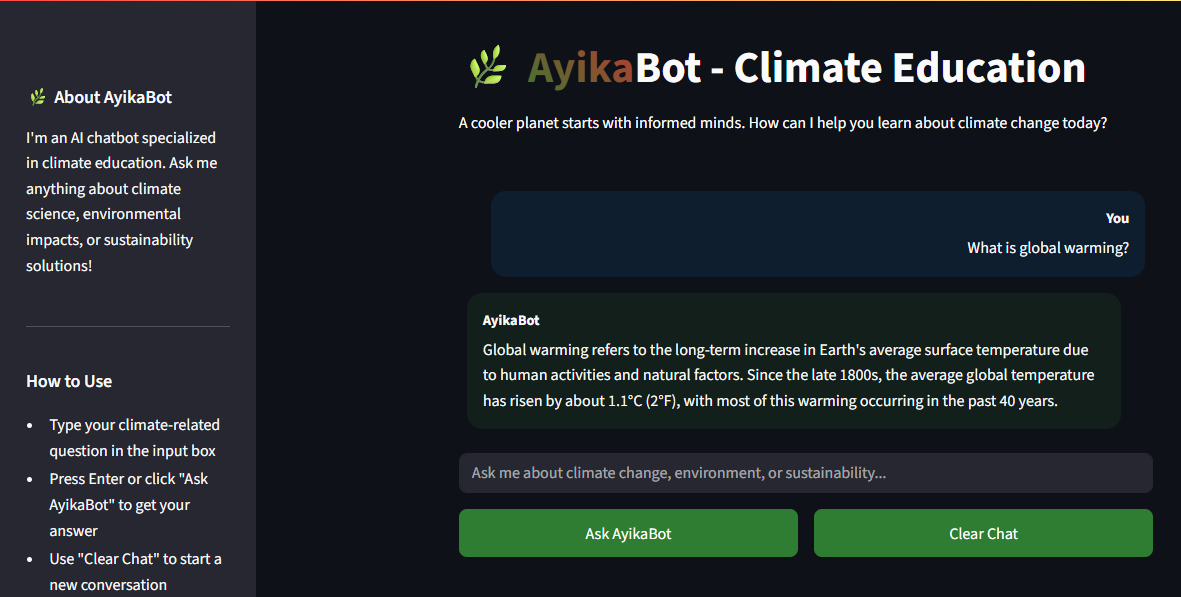 🌿 About AyikaBot
I'm an AI chatbot specialized
in climate education. Ask me
anything about climate
science, environmental
impacts, or sustainability
solutions!
How to Use
• Type your climate-related
question in the input box
• Press Enter or click "Ask
AyikaBot" to get your
answer
• Use "Clear Chat" to start a
new conversation
🌿 AyikaBot - Climate Education
A cooler planet starts with informed minds. How can I help you learn about climate change today?
You
What is global warming?
AyikaBot
Global warming refers to the long-term increase in Earth's average surface temperature due
to human activities and natural factors. Since the late 1800s, the average global temperature
has risen by about 1.1°C (2°F), with most of this warming occurring in the past 40 years.
Ask me about climate change, environment, or sustainability...
Ask AyikaBot
Clear Chat